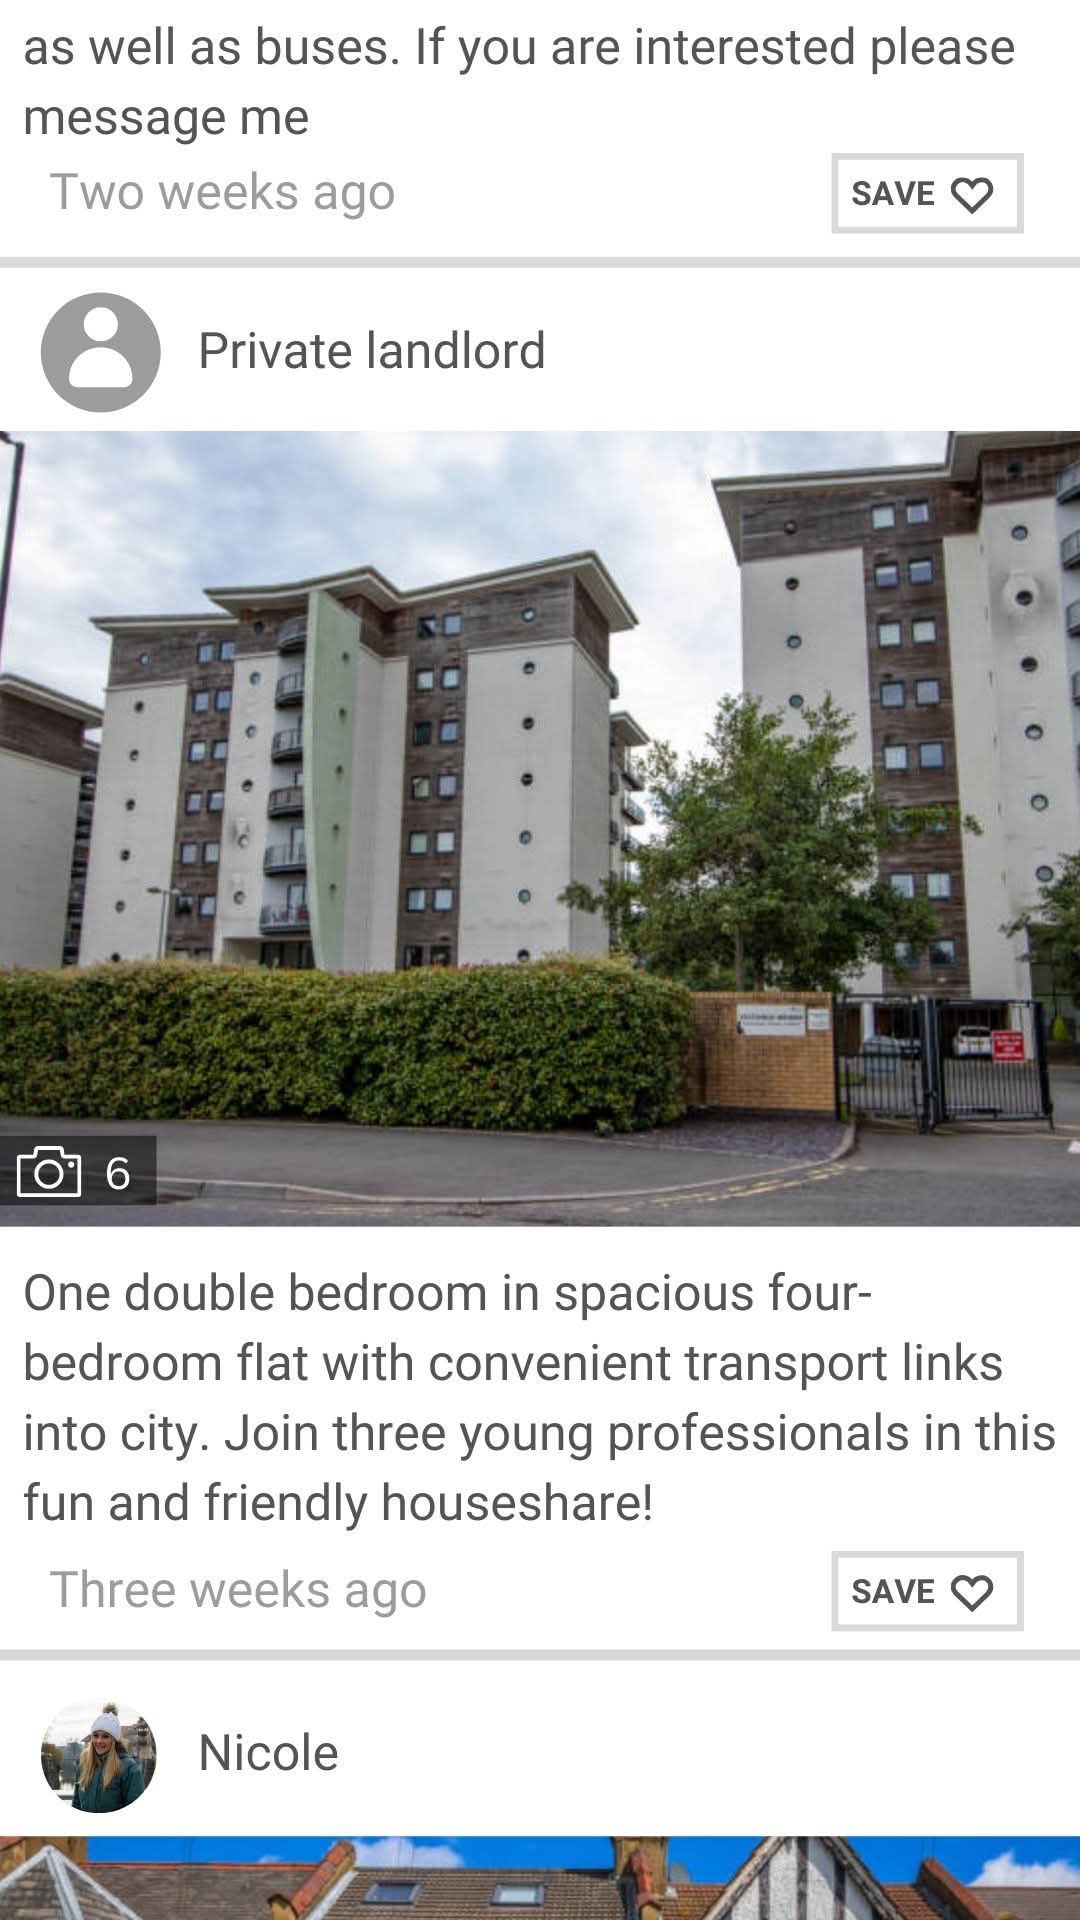 as well as buses. If you are interested please
message me
Two weeks ago
SAVE
Private landlord
6
One double bedroom in spacious four-
bedroom flat with convenient transport links
into city. Join three young professionals in this
fun and friendly houseshare!
Three weeks ago
SAVE
Nicole